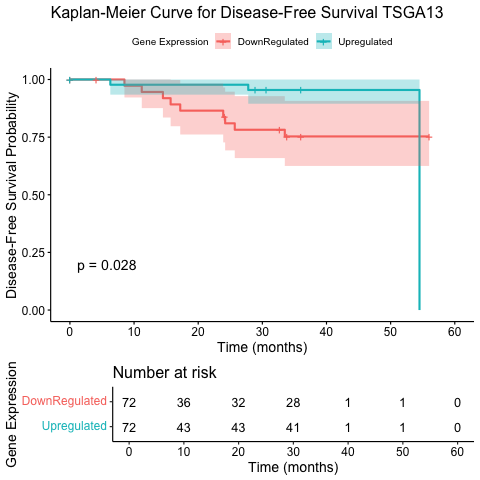 Kaplan-Meier Curve for Disease-Free Survival TSGA13
Gene Expression DownRegulated Upregulated
Disease-Free Survival Probability
1.00
0.75
0.50
0.25
0.00
p = 0.028
0 10 20 30 40 50 60
Time (months)
Number at risk
Gene Expression
DownRegulated 72 36 32 28 1 1 0
Upregulated 72 43 43 41 1 1 0
0 10 20 30 40 50 60
Time (months)